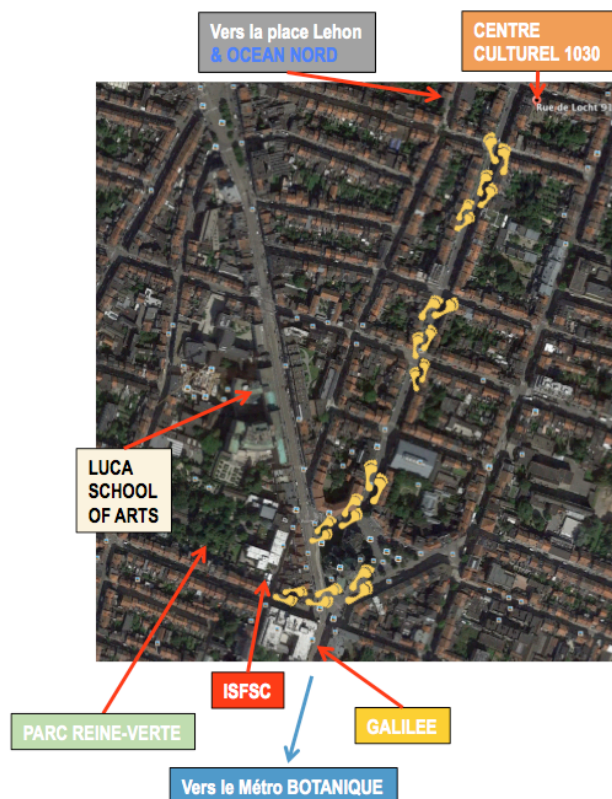 Vers la place Lehon
& OCEAN NORD
CENTRE
CULTUREL 1030
Rue de Locht 91
LUCA
SCHOOL
OF ARTS
ISFSC
PARC REINE-VERTE
GALILEE
Vers le Métro BOTANIQUE